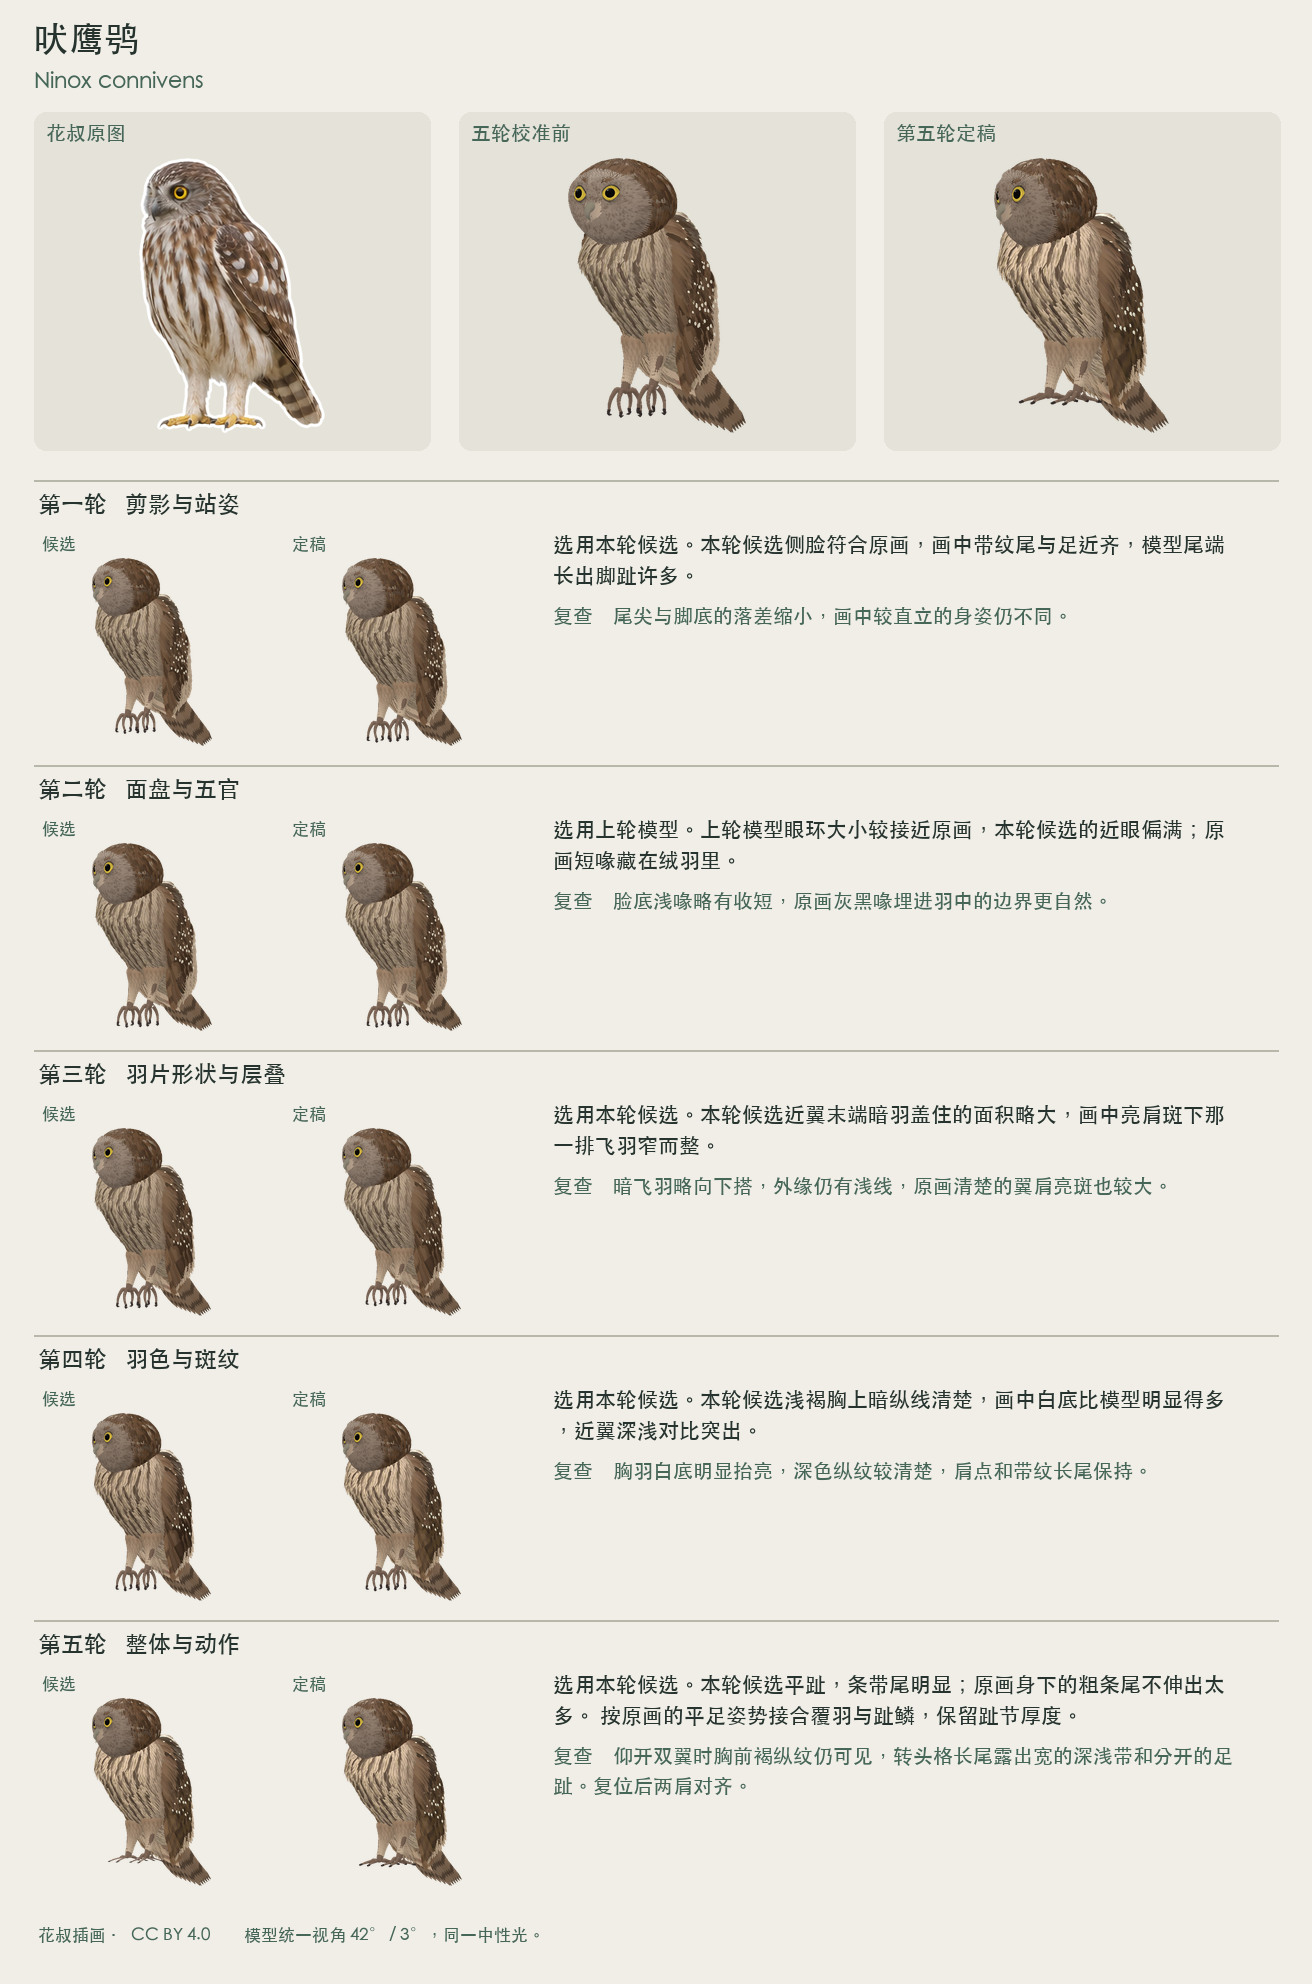 吠鹰鸮
Ninox connivens
花叔原图
五轮校准前
第五轮定稿
第一轮 剪影与站姿
候选
定稿
选用本轮候选。本轮候选侧脸符合原画，画中带纹尾与足近齐，模型尾端
长出脚趾许多。
复查 尾尖与脚底的落差缩小，画中较直立的身姿仍不同。
第二轮 面盘与五官
候选
定稿
选用上轮模型。上轮模型眼环大小较接近原画，本轮候选的近眼偏满；原
画短喙藏在绒羽里。
复查 脸底浅喙略有收短，原画灰黑喙埋进羽中的边界更自然。
第三轮 羽片形状与层叠
候选
定稿
选用本轮候选。本轮候选近翼末端暗羽盖住的面积略大，画中亮肩斑下那
一排飞羽窄而整。
复查 暗飞羽略向下搭，外缘仍有浅线，原画清楚的翼肩亮斑也较大。
第四轮 羽色与斑纹
候选
定稿
选用本轮候选。本轮候选浅褐胸上暗纵线清楚，画中白底比模型明显得多
，近翼深浅对比突出。
复查 胸羽白底明显抬亮，深色纵纹较清楚，肩点和带纹长尾保持。
第五轮 整体与动作
候选
定稿
选用本轮候选。本轮候选平趾，条带尾明显；原画身下的粗条尾不伸出太
多。 按原画的平足姿势接合覆羽与趾鳞，保留趾节厚度。
复查 仰开双翼时胸前褐纵纹仍可见，转头格长尾露出宽的深浅带和分开的足
趾。复位后两肩对齐。
花叔插画 · CC BY 4.0 模型统一视角 42° / 3° ，同一中性光。